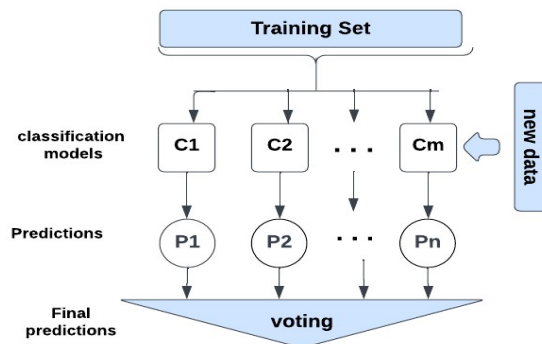 Training Set
classification
models
C1
C2
. . .
Cm
new data
Predictions
P1
P2
. . .
Pn
Final
predictions
voting